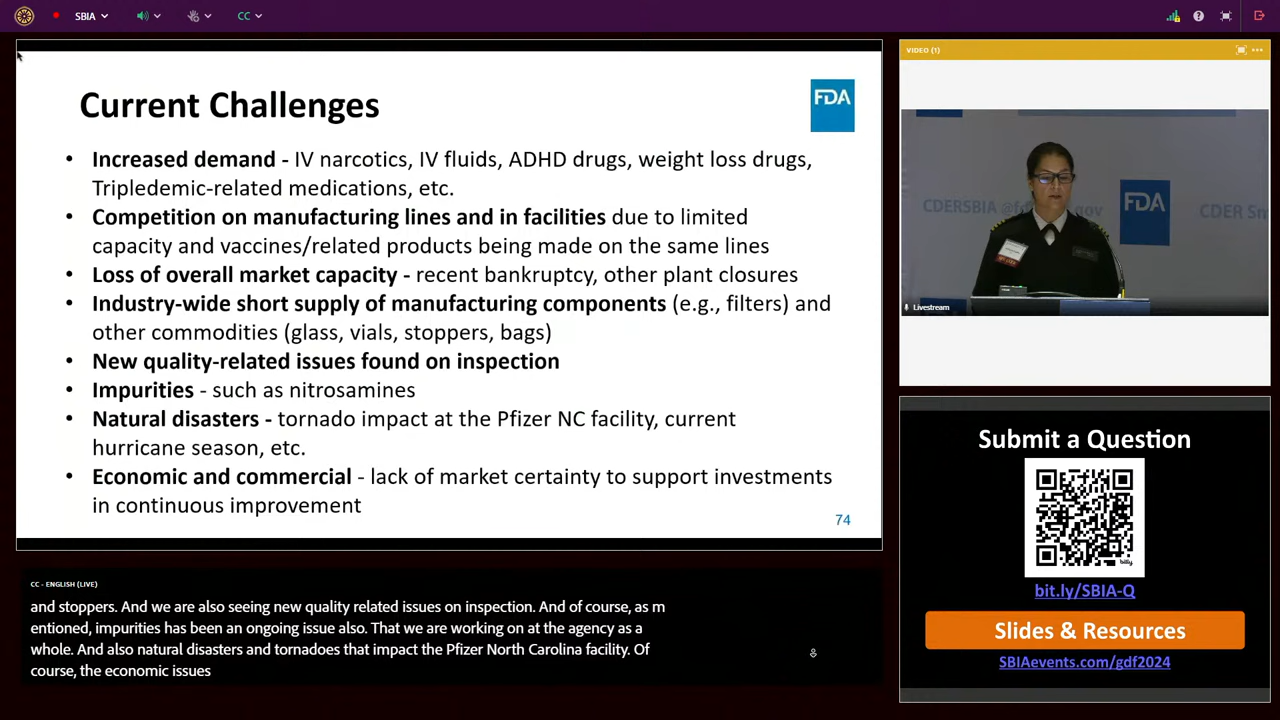 SBIA
CC
Current Challenges
FDA
• Increased demand - IV narcotics, IV fluids, ADHD drugs, weight loss drugs,
Tripledemic-related medications, etc.
• Competition on manufacturing lines and in facilities due to limited
capacity and vaccines/related products being made on the same lines
• Loss of overall market capacity - recent bankruptcy, other plant closures
• Industry-wide short supply of manufacturing components (e.g., filters) and
other commodities (glass, vials, stoppers, bags)
• New quality-related issues found on inspection
• Impurities - such as nitrosamines
• Natural disasters - tornado impact at the Pfizer NC facility, current
hurricane season, etc.
• Economic and commercial - lack of market certainty to support investments
in continuous improvement
74
CC - ENGLISH (LIVE)
and stoppers. And we are also seeing new quality related issues on inspection. And of course, as m
entioned, impurities has been an ongoing issue also. That we are working on at the agency as a
whole. And also natural disasters and tornadoes that impact the Pfizer North Carolina facility. Of
course, the economic issues
VIDEO (1)
CDERSBIA
FDA
CDER
Livestream
Submit a Question
bitly
bit.ly/SBIA-Q
Slides & Resources
SBIAevents.com/gdf2024